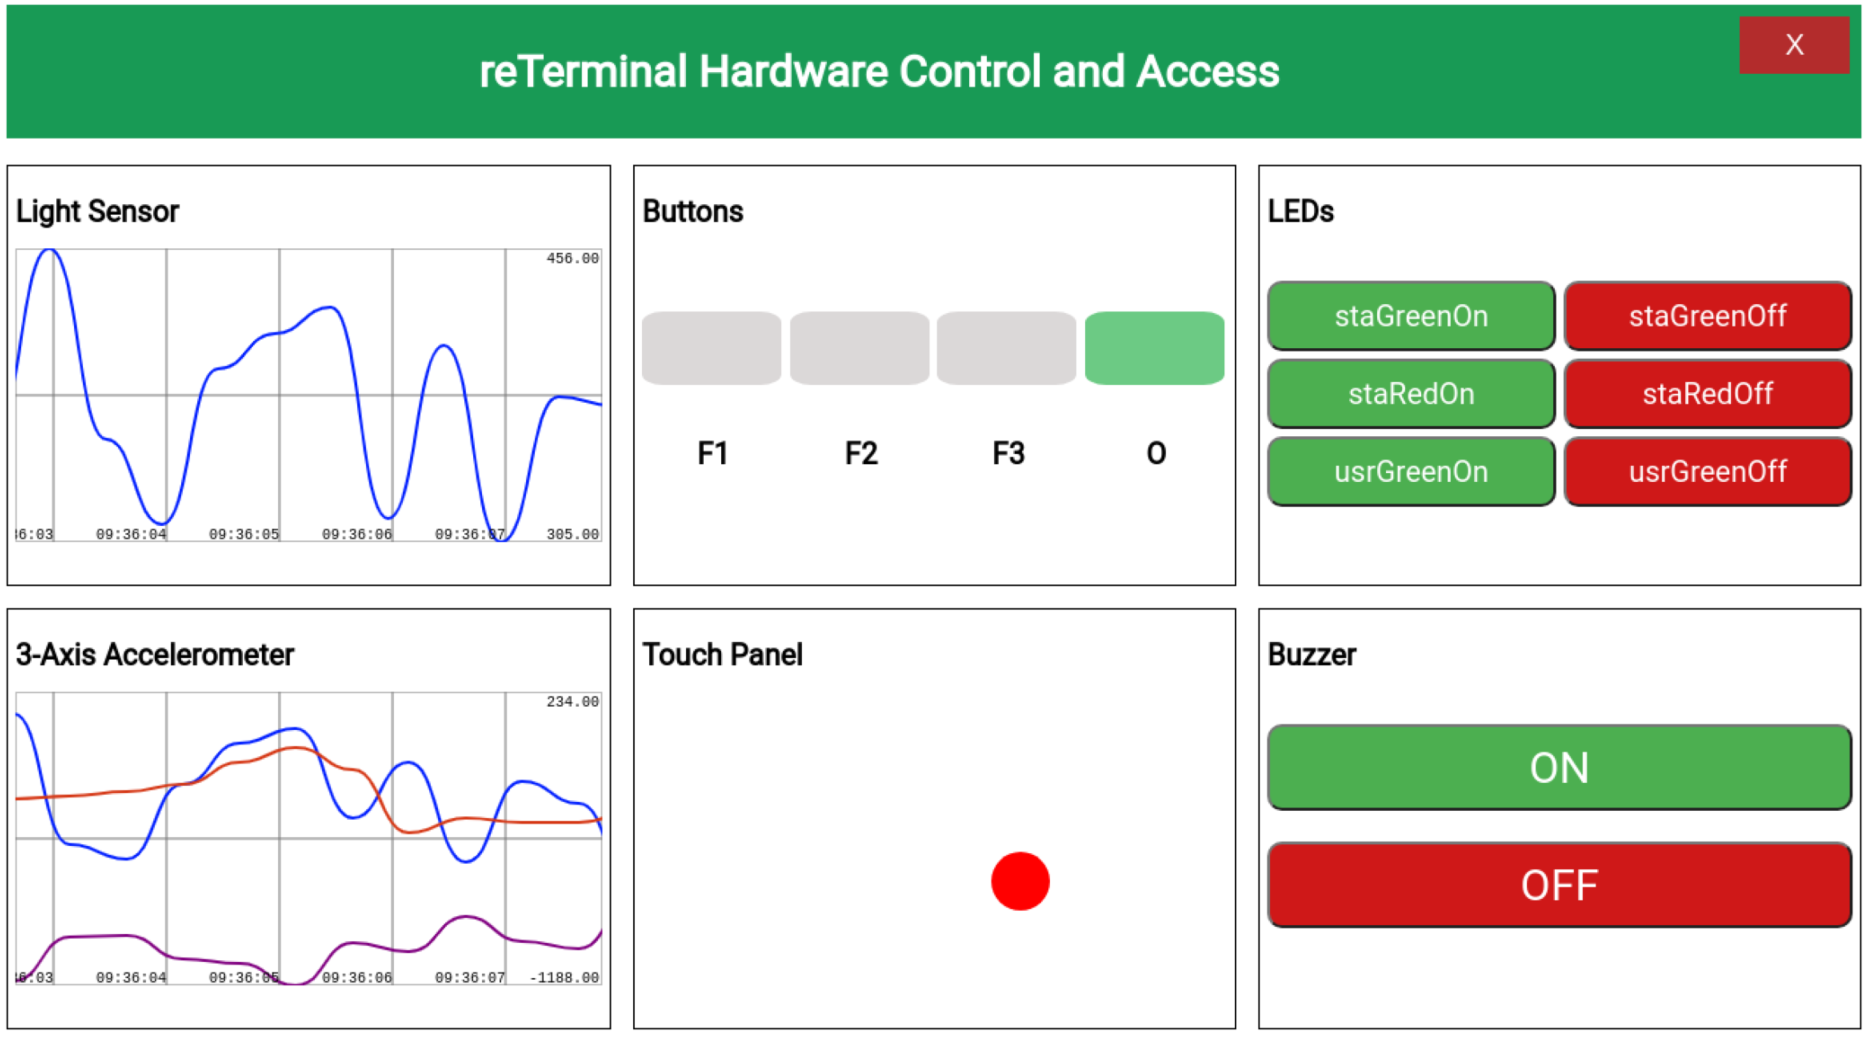 reTerminal Hardware Control and Access
X
Light Sensor
456.00
36:03 09:36:04 09:36:05 09:36:06 09:36:07 305.00
Buttons
F1 F2 F3 O
LEDs
staGreenOn staGreenOff
staRedOn staRedOff
usrGreenOn usrGreenOff
3-Axis Accelerometer
234.00
36:03 09:36:04 09:36:05 09:36:06 09:36:07 -1188.00
Touch Panel
Buzzer
ON
OFF